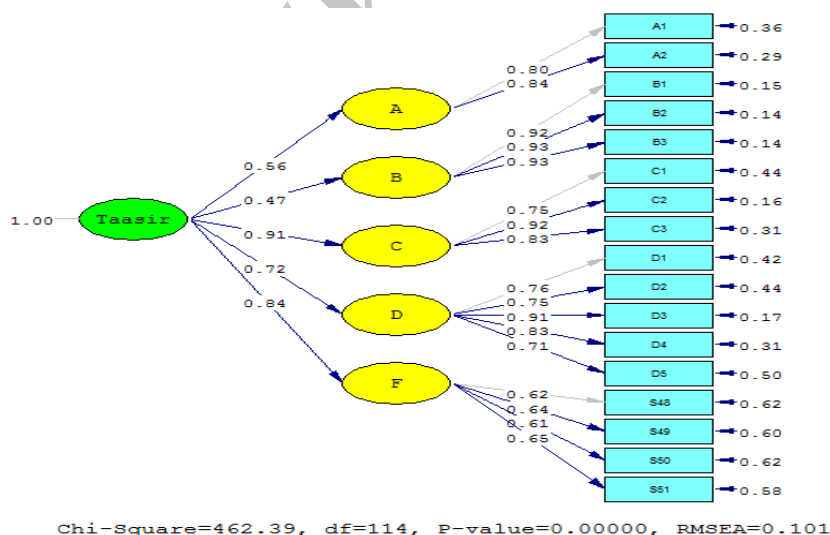 A1
0.36
A2
0.29
B1
0.15
B2
0.14
B3
0.14
C1
0.44
C2
0.16
C3
0.31
D1
0.42
D2
0.44
D3
0.17
D4
0.31
D5
0.50
S48
0.62
S49
0.60
S50
0.62
S51
0.58
0.80
0.84
0.92
0.93
0.93
0.75
0.92
0.83
0.76
0.75
0.91
0.83
0.71
0.62
0.64
0.61
0.65
A
B
C
D
F
0.56
0.47
0.91
0.72
0.84
1.00
Taasir
Chi-Square=462.39, df=114, P-value=0.00000, RMSEA=0.101